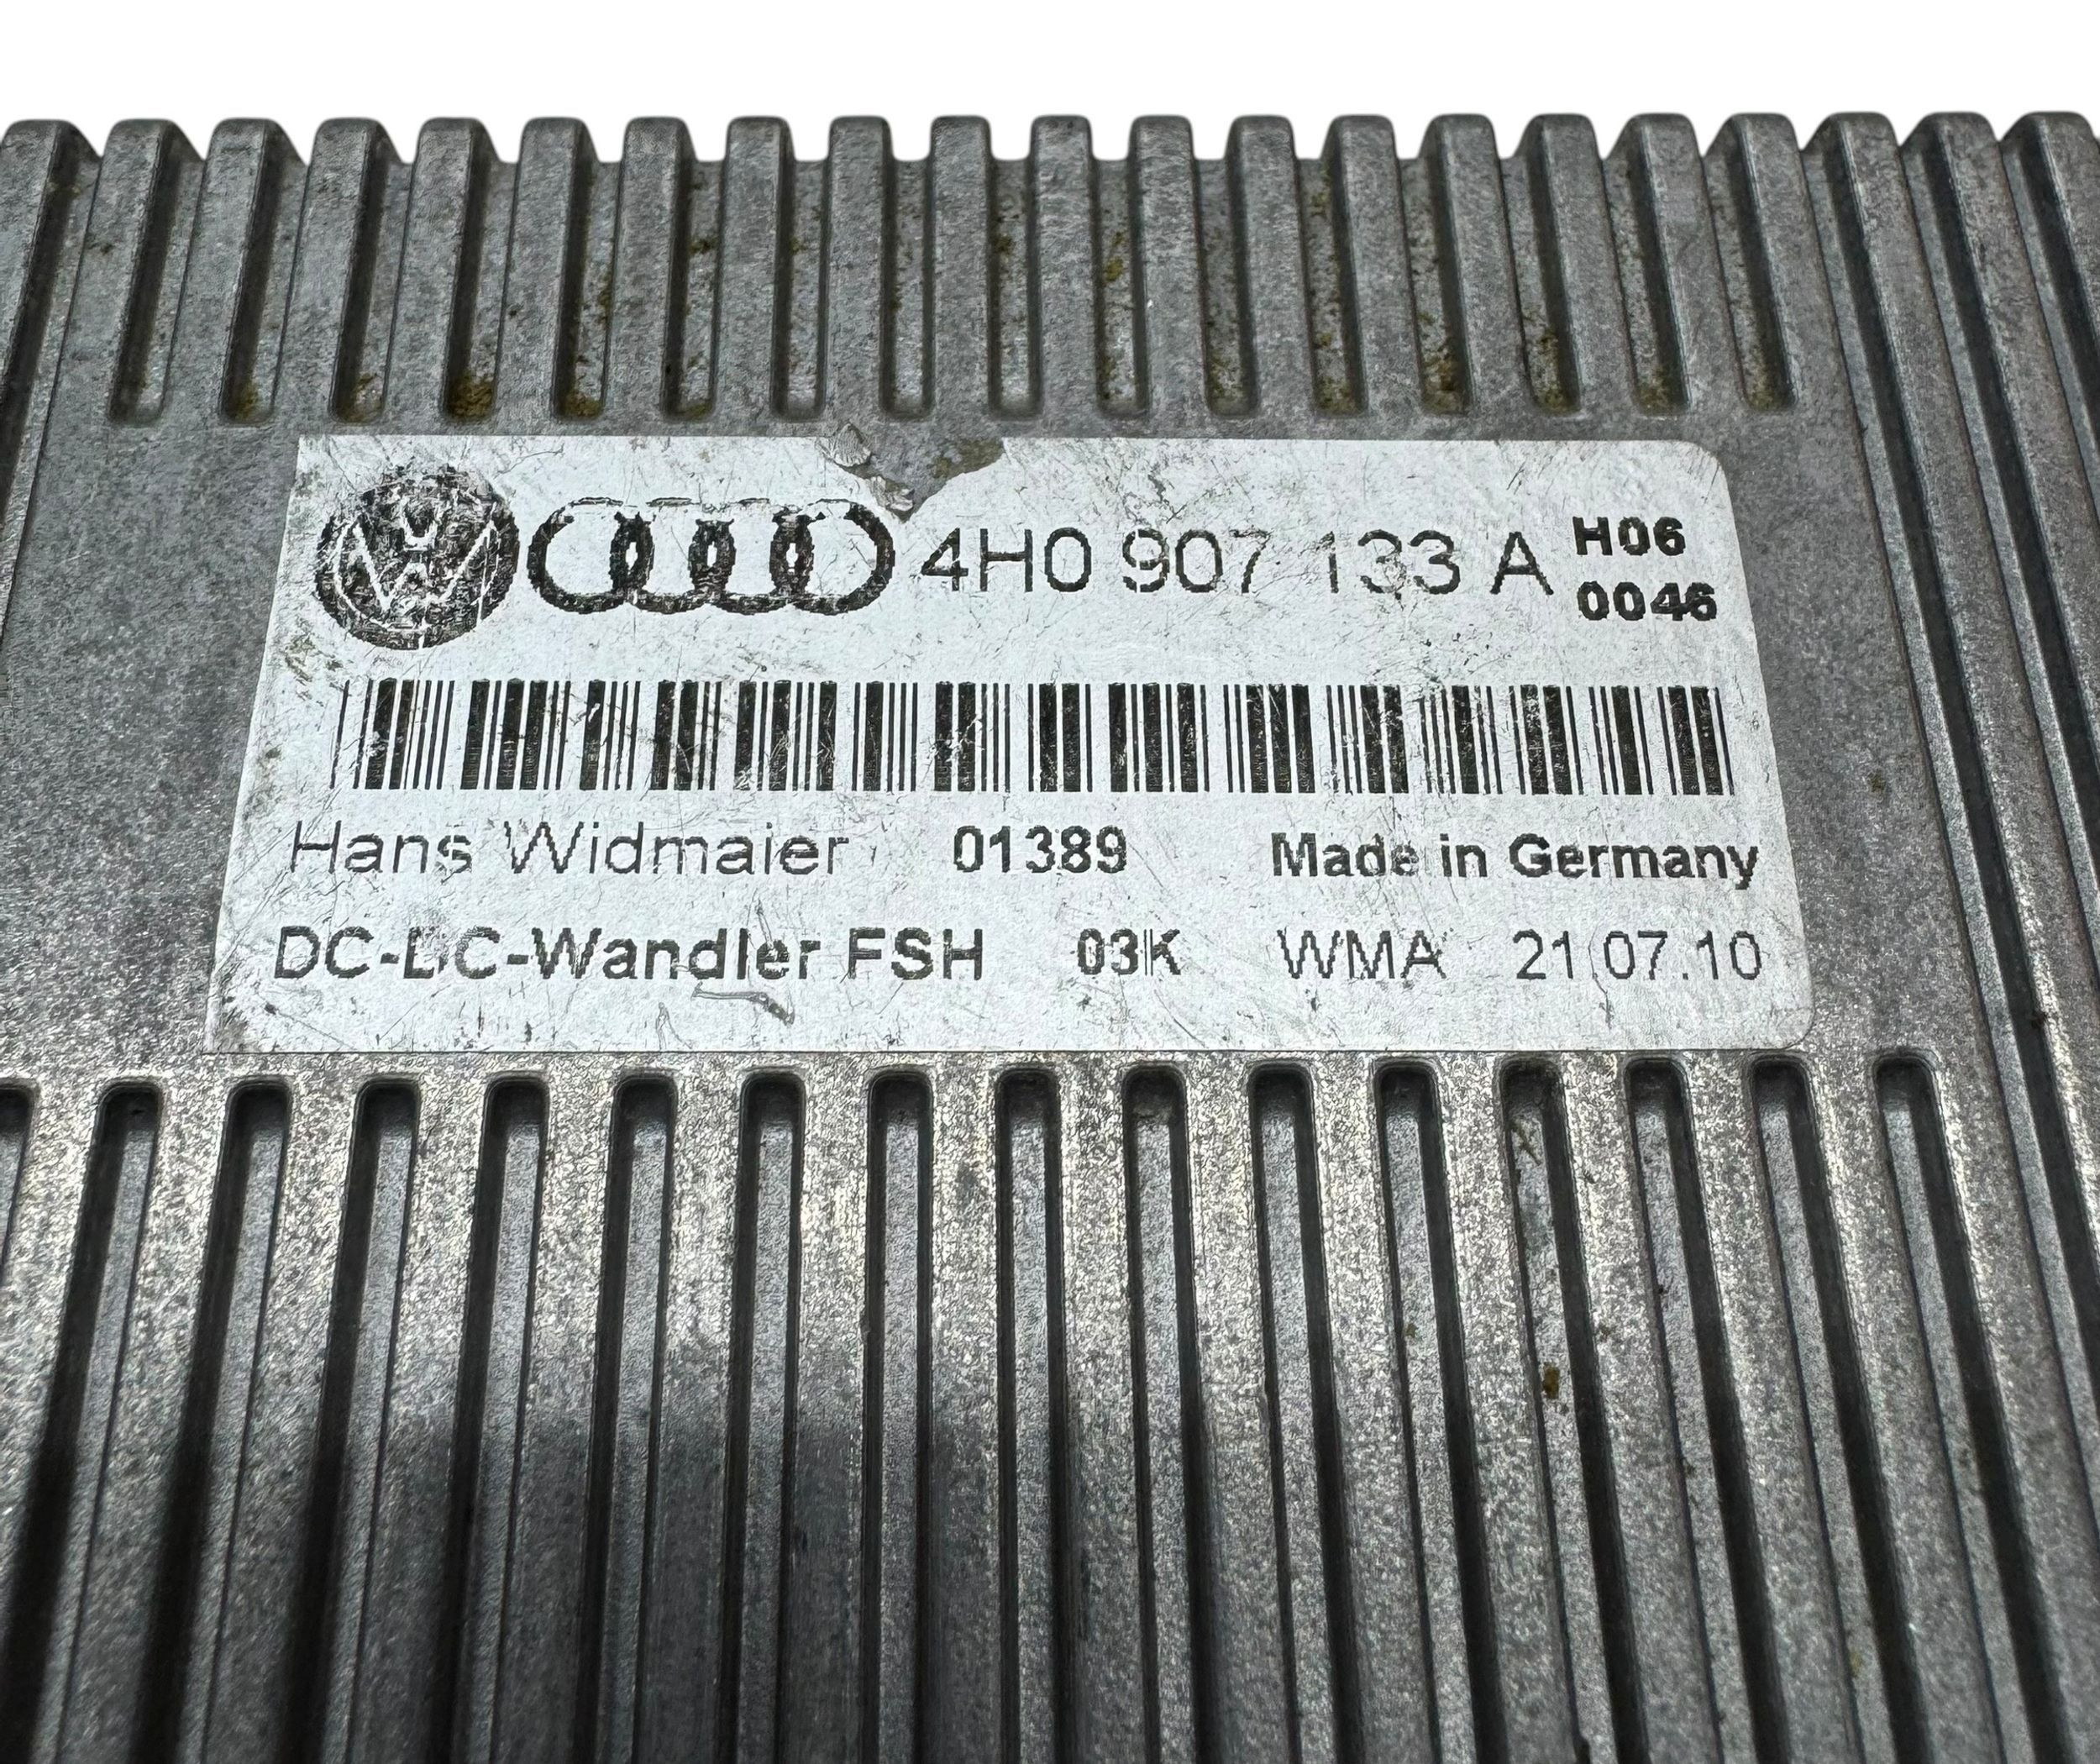 4H0 907 133 A H06
0046
Hans Widmaier 01389 Made in Germany
DC-DC-Wandler FSH 03K WMA 21.07.10